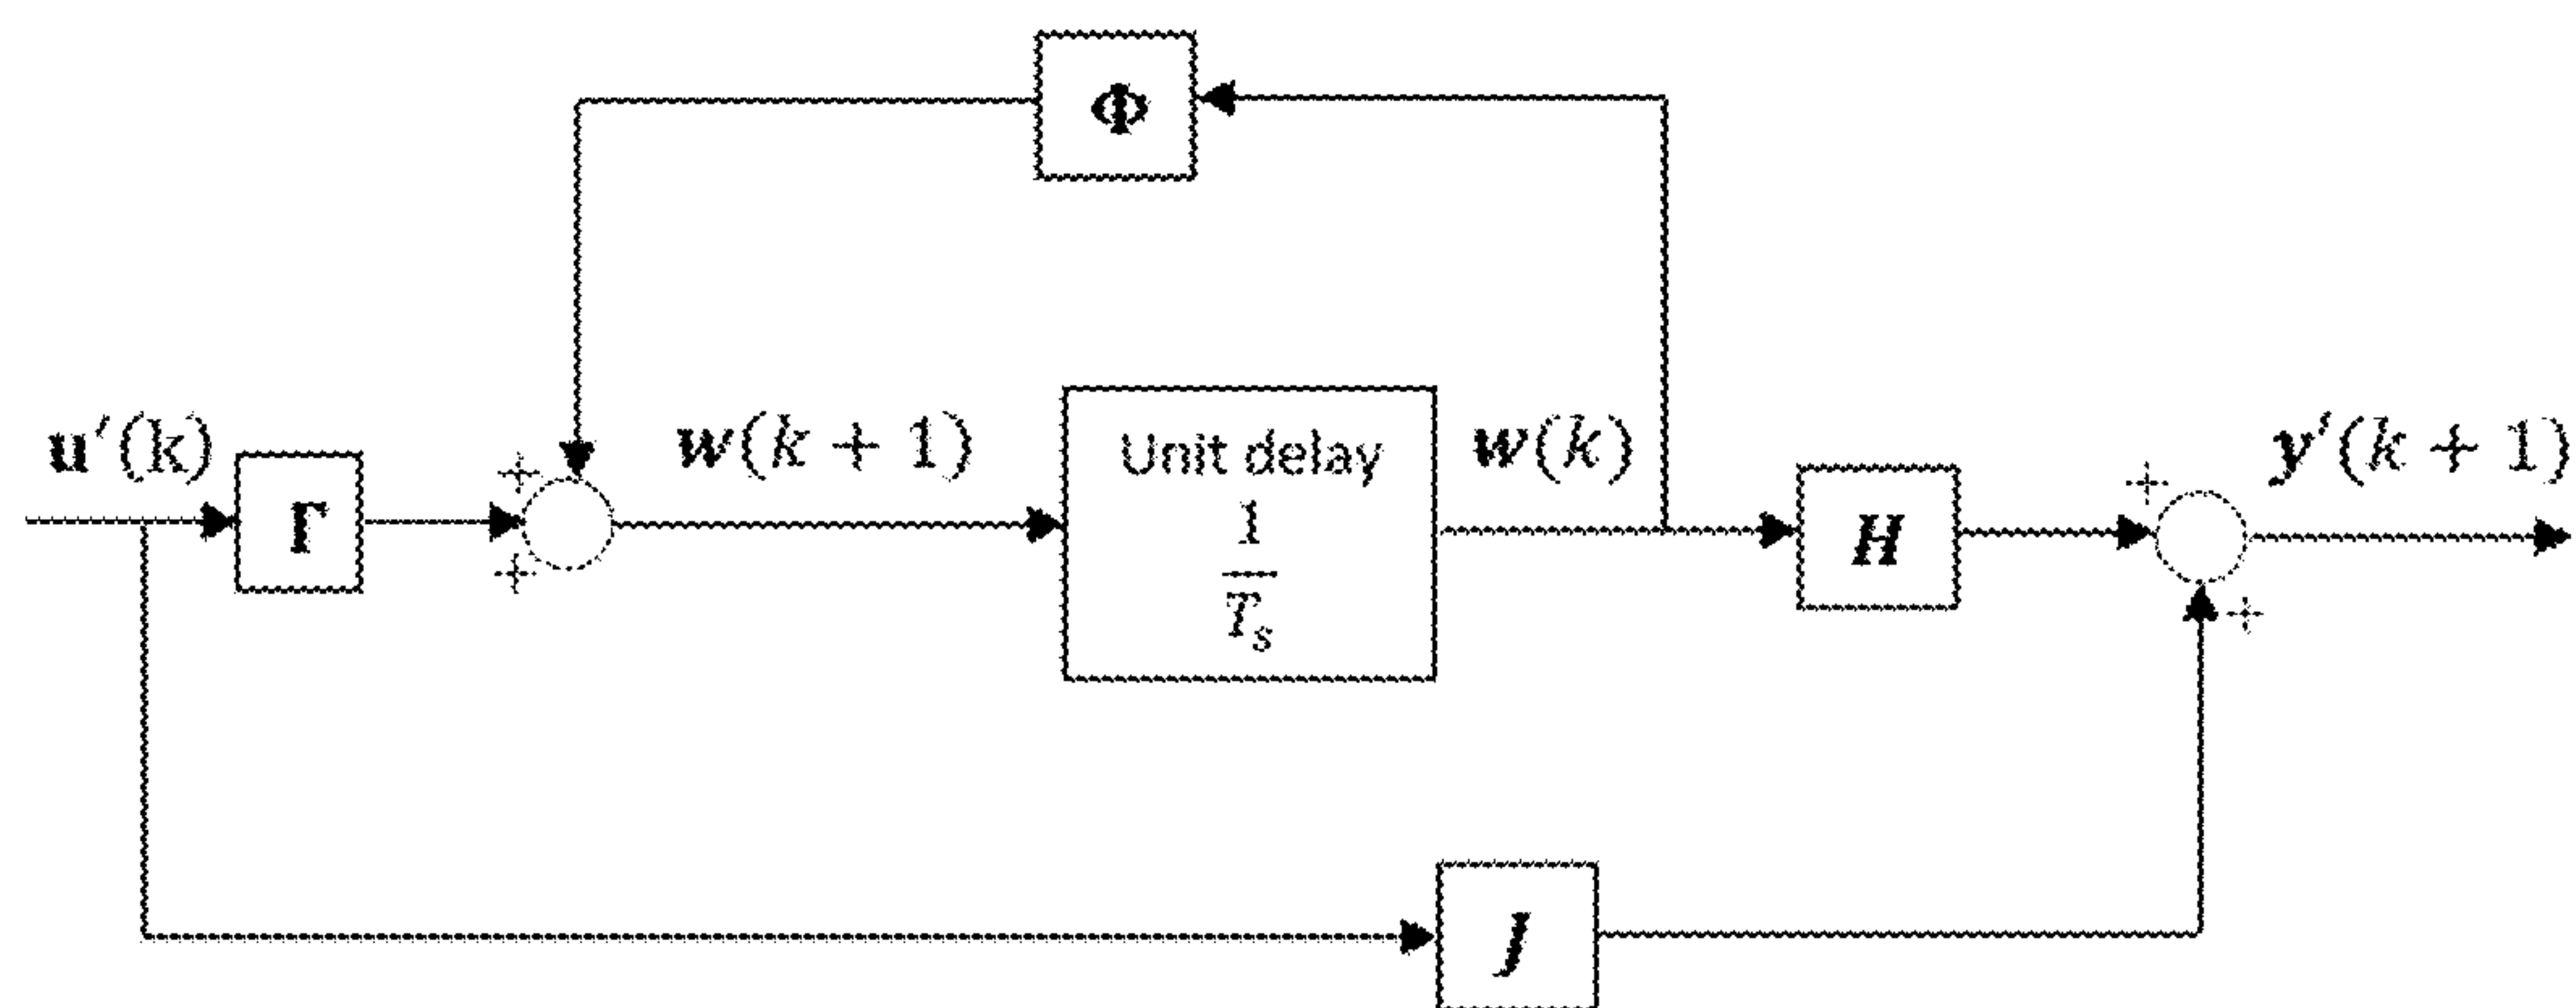 Φ
u′(k)
Γ
+
+
w(k + 1)
Unit delay
1
T_s
w(k)
H
+
+
y′(k + 1)
J